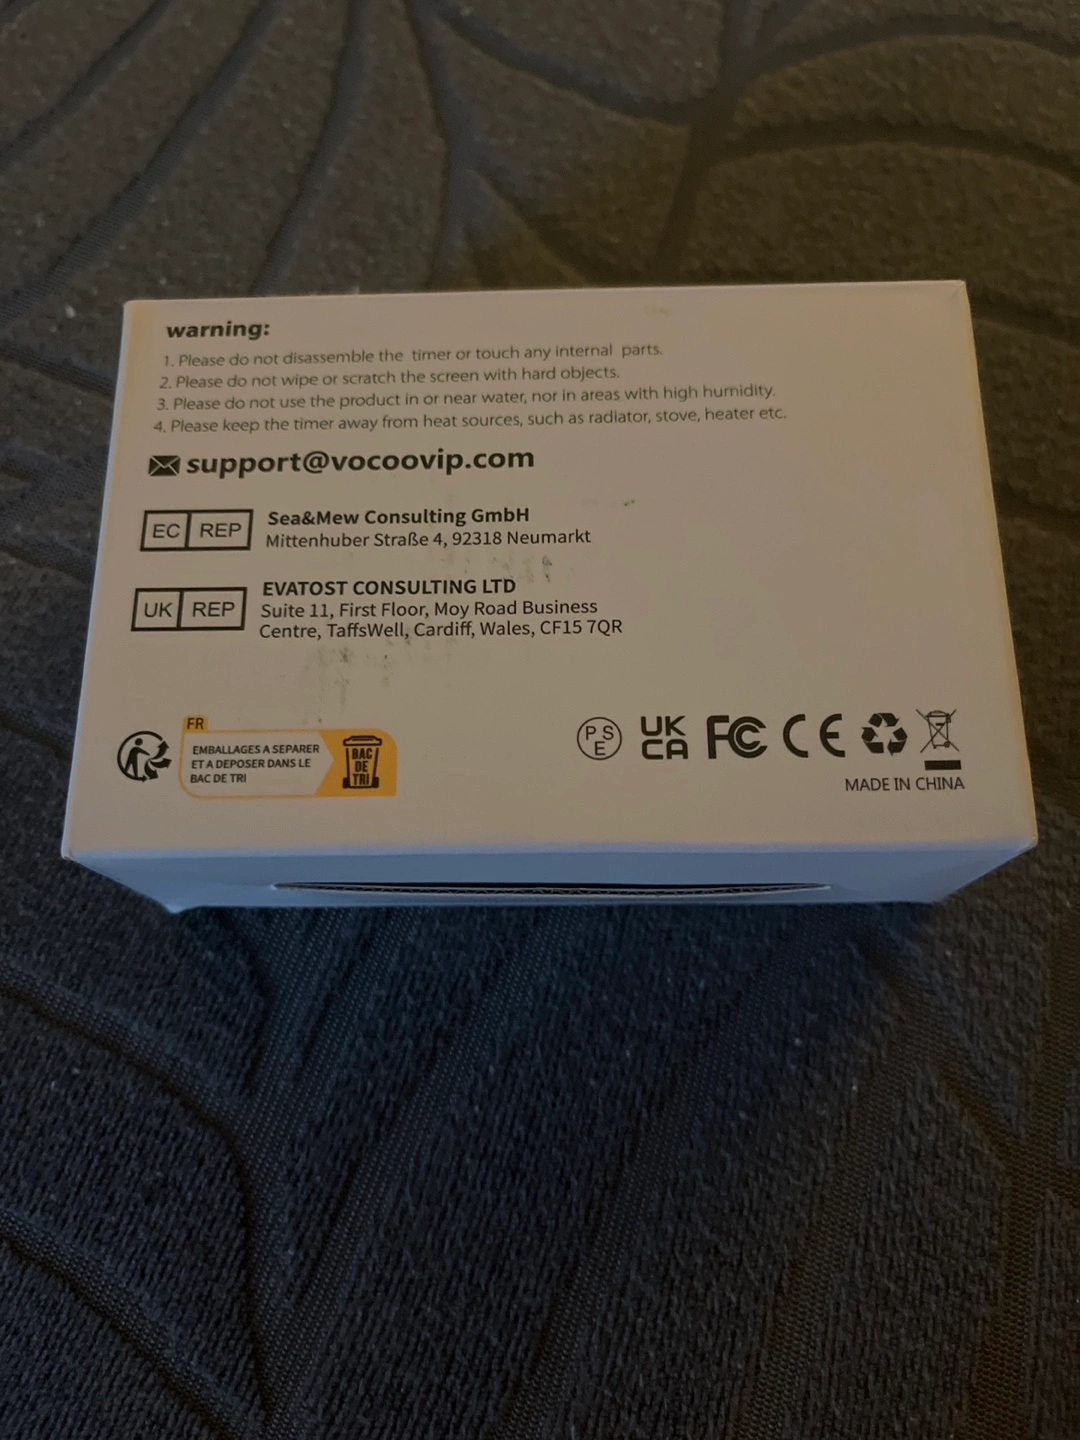 warning:
1. Please do not disassemble the timer or touch any internal parts.
2. Please do not wipe or scratch the screen with hard objects.
3. Please do not use the product in or near water, nor in areas with high humidity.
4. Please keep the timer away from heat sources, such as radiator, stove, heater etc.
support@vocoovip.com
EC REP
Sea&Mew Consulting GmbH
Mittenhuber Straße 4, 92318 Neumarkt
UK REP
EVATOST CONSULTING LTD
Suite 11, First Floor, Moy Road Business
Centre, TaffsWell, Cardiff, Wales, CF15 7QR
FR
EMBALLAGES A SEPARER
ET A DEPOSER DANS LE
BAC DE TRI
BAC
DE
TRI
PSE
UK
CA
FC CE
MADE IN CHINA